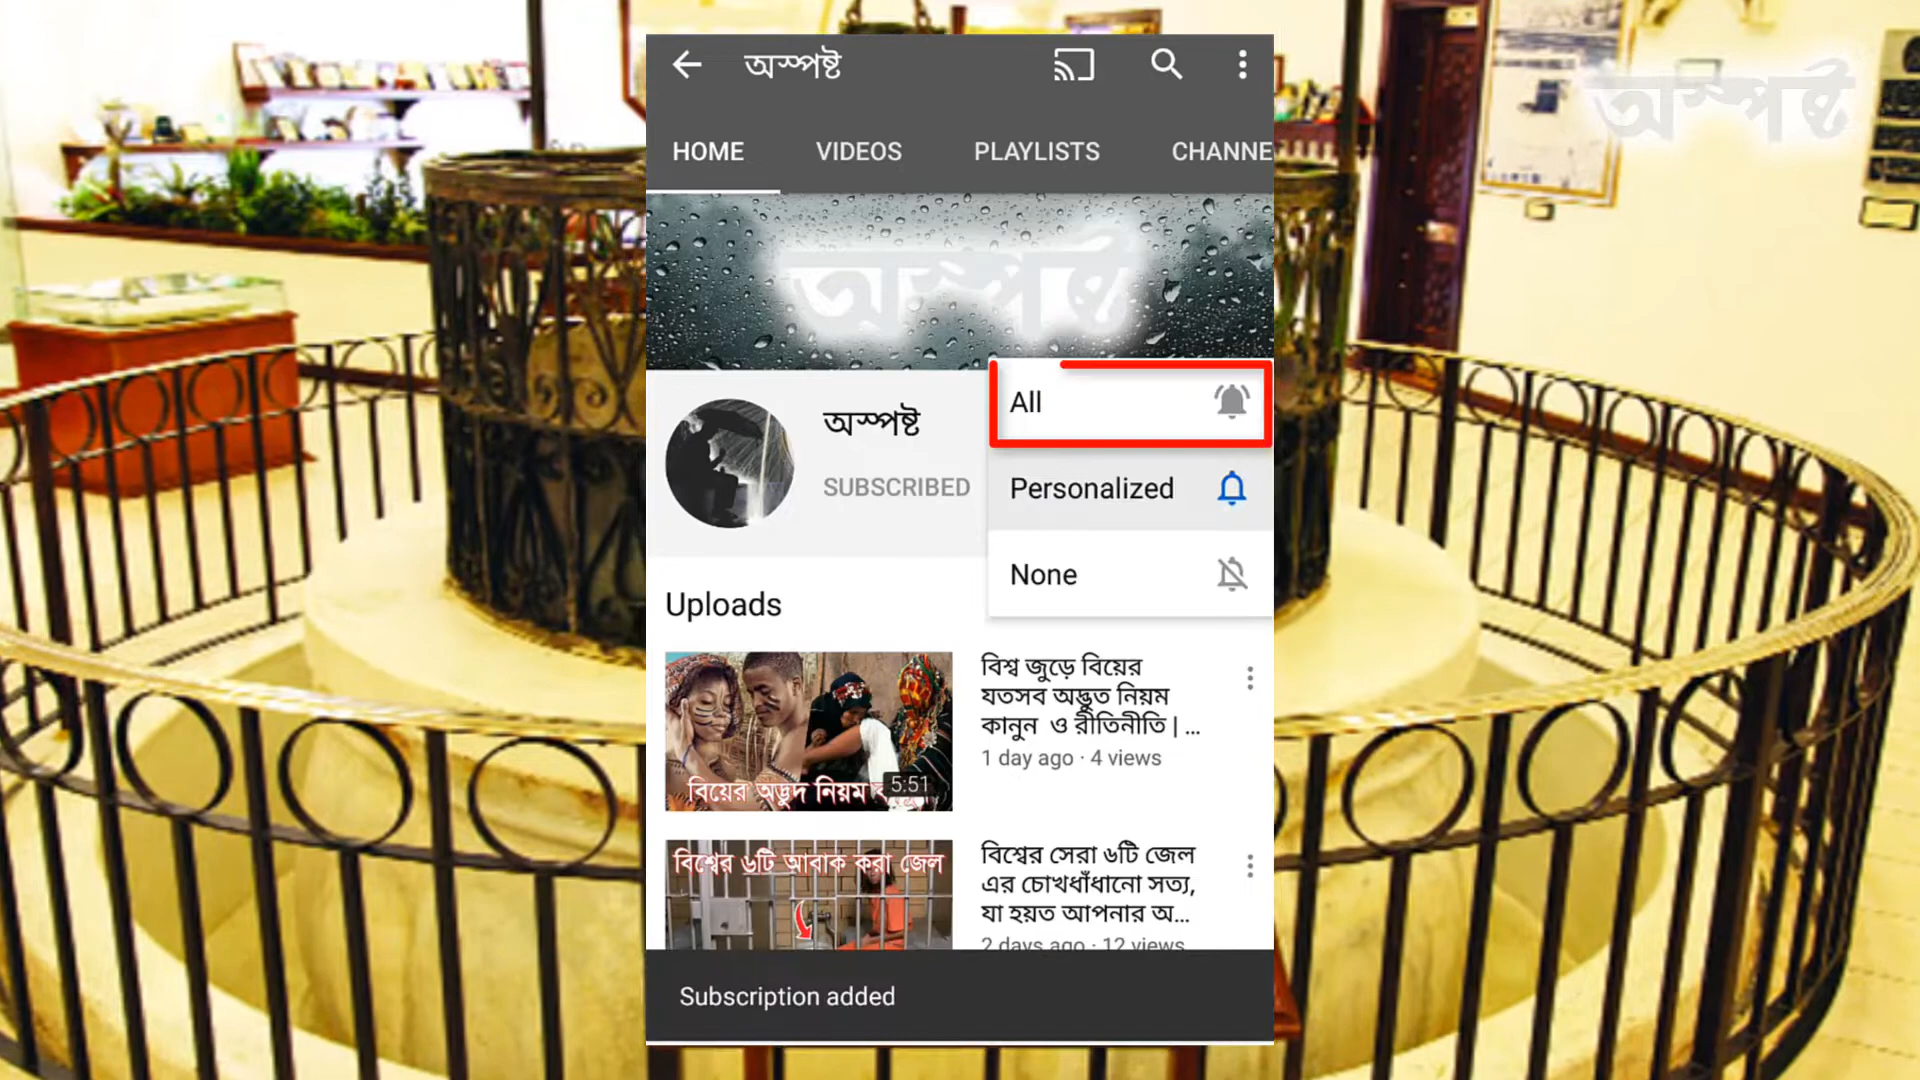 অস্পষ্ট
অস্পষ্ট
HOME VIDEOS PLAYLISTS CHANNE
অস্পষ্ট
All
অস্পষ্ট
SUBSCRIBED
Personalized
None
Uploads
বিশ্ব জুড়ে বিয়ের
যতসব অদ্ভুত নিয়ম
কানুন ও রীতিনীতি | ...
1 day ago · 4 views
বিয়ের অদ্ভুদ নিয়ম
5:51
বিশ্বের ৬টি আবাক করা জেল
বিশ্বের সেরা ৬টি জেল
এর চোখধাঁধানো সত্য,
যা হয়ত আপনার অ...
2 days ago · 12 views
Subscription added